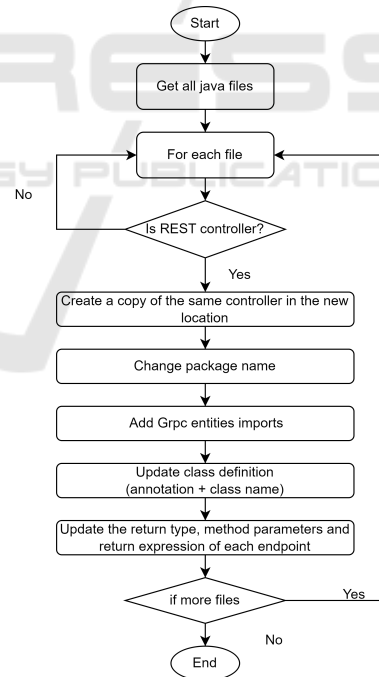 Start
Get all java files
For each file
No
Is REST controller?
Yes
Create a copy of the same controller in the new
location
Change package name
Add Grpc entities imports
Update class definition
(annotation + class name)
Update the return type, method parameters and
return expression of each endpoint
if more files
Yes
No
End